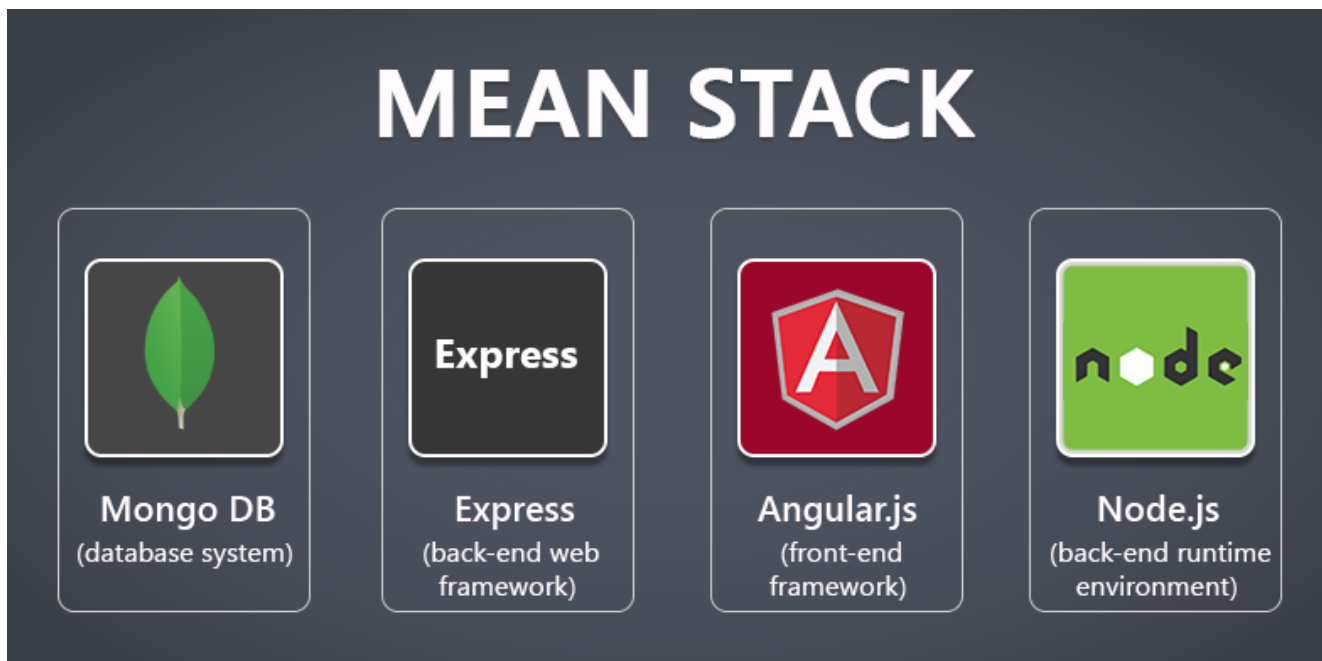 MEAN STACK
Express
node
Mongo DB
(database system)
Express
(back-end web
framework)
Angular.js
(front-end
framework)
Node.js
(back-end runtime
environment)